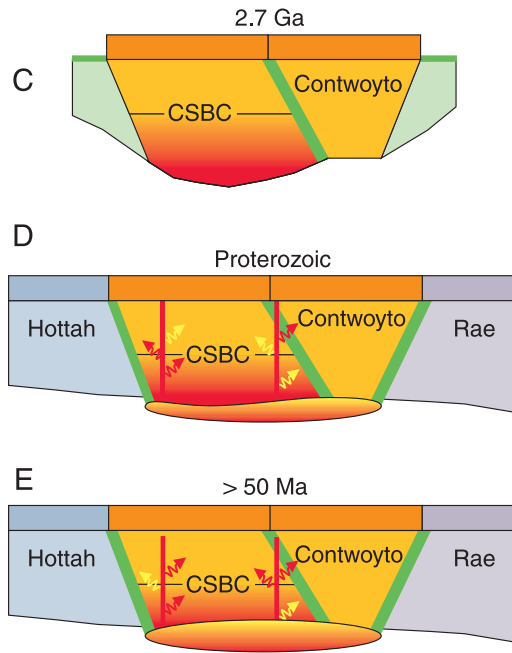 2.7 Ga
C
CSBC
Contwoyto
D
Proterozoic
Hottah
CSBC
Contwoyto
Rae
E
> 50 Ma
Hottah
CSBC
Contwoyto
Rae